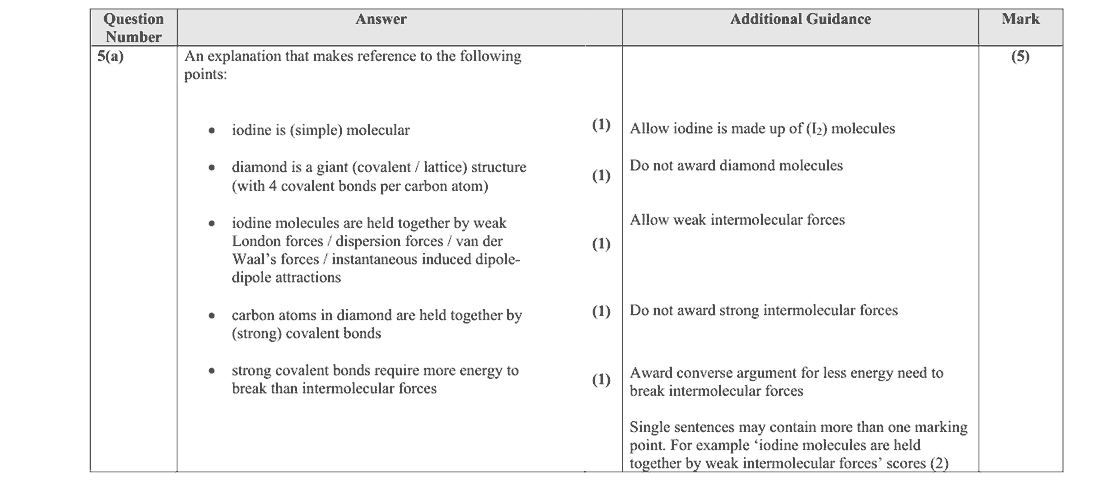 Question Number
Answer
Additional Guidance
Mark
5(a)
An explanation that makes reference to the following
points:
(5)
• iodine is (simple) molecular
(1)
Allow iodine is made up of (I₂) molecules
• diamond is a giant (covalent / lattice) structure
(with 4 covalent bonds per carbon atom)
(1)
Do not award diamond molecules
• iodine molecules are held together by weak
London forces / dispersion forces / van der
Waal’s forces / instantaneous induced dipole-
dipole attractions
(1)
Allow weak intermolecular forces
• carbon atoms in diamond are held together by
(strong) covalent bonds
(1)
Do not award strong intermolecular forces
• strong covalent bonds require more energy to
break than intermolecular forces
(1)
Award converse argument for less energy need to
break intermolecular forces
Single sentences may contain more than one marking
point. For example ‘iodine molecules are held
together by weak intermolecular forces’ scores (2)